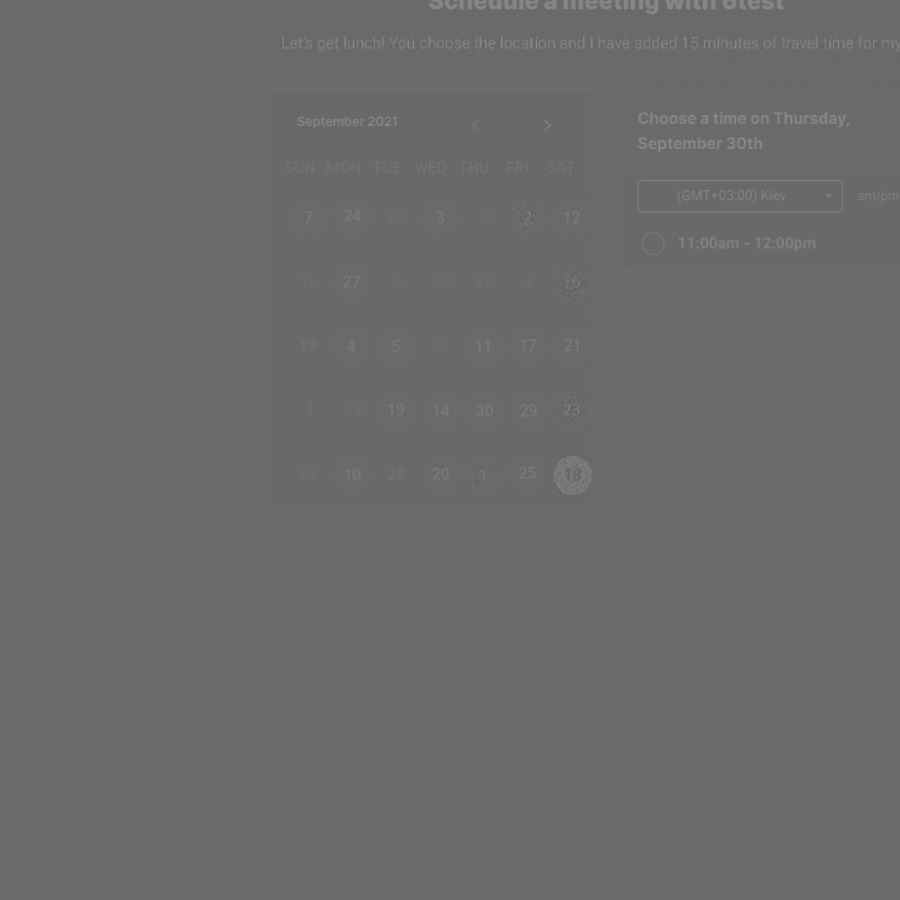 Schedule a meeting with 6test
Let's get lunch! You choose the location and I have added 15 minutes of travel time for my
September 2021
SUN MON TUE WED THU FRI SAT
7 24 23 3 31 2 12
16 27 6 20 24 9 16
19 4 5 29 11 17 21
4 13 19 14 30 29 23
23 10 28 20 1 25 18
Choose a time on Thursday,
September 30th
(GMT+03:00) Kiev am/pm
11:00am - 12:00pm